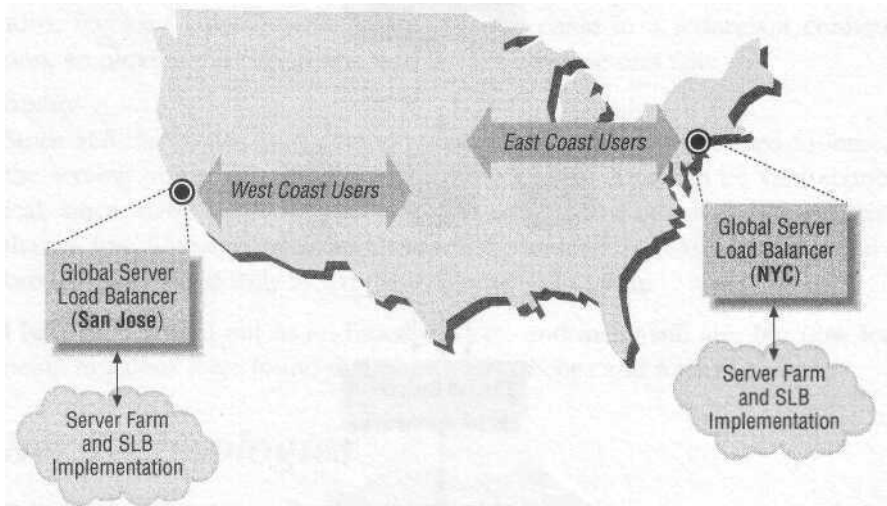 East Coast Users
West Coast Users
Global Server
Load Balancer
(NYC)
Global Server
Load Balancer
(San Jose)
Server Farm
and SLB
Implementation
Server Farm
and SLB
Implementation